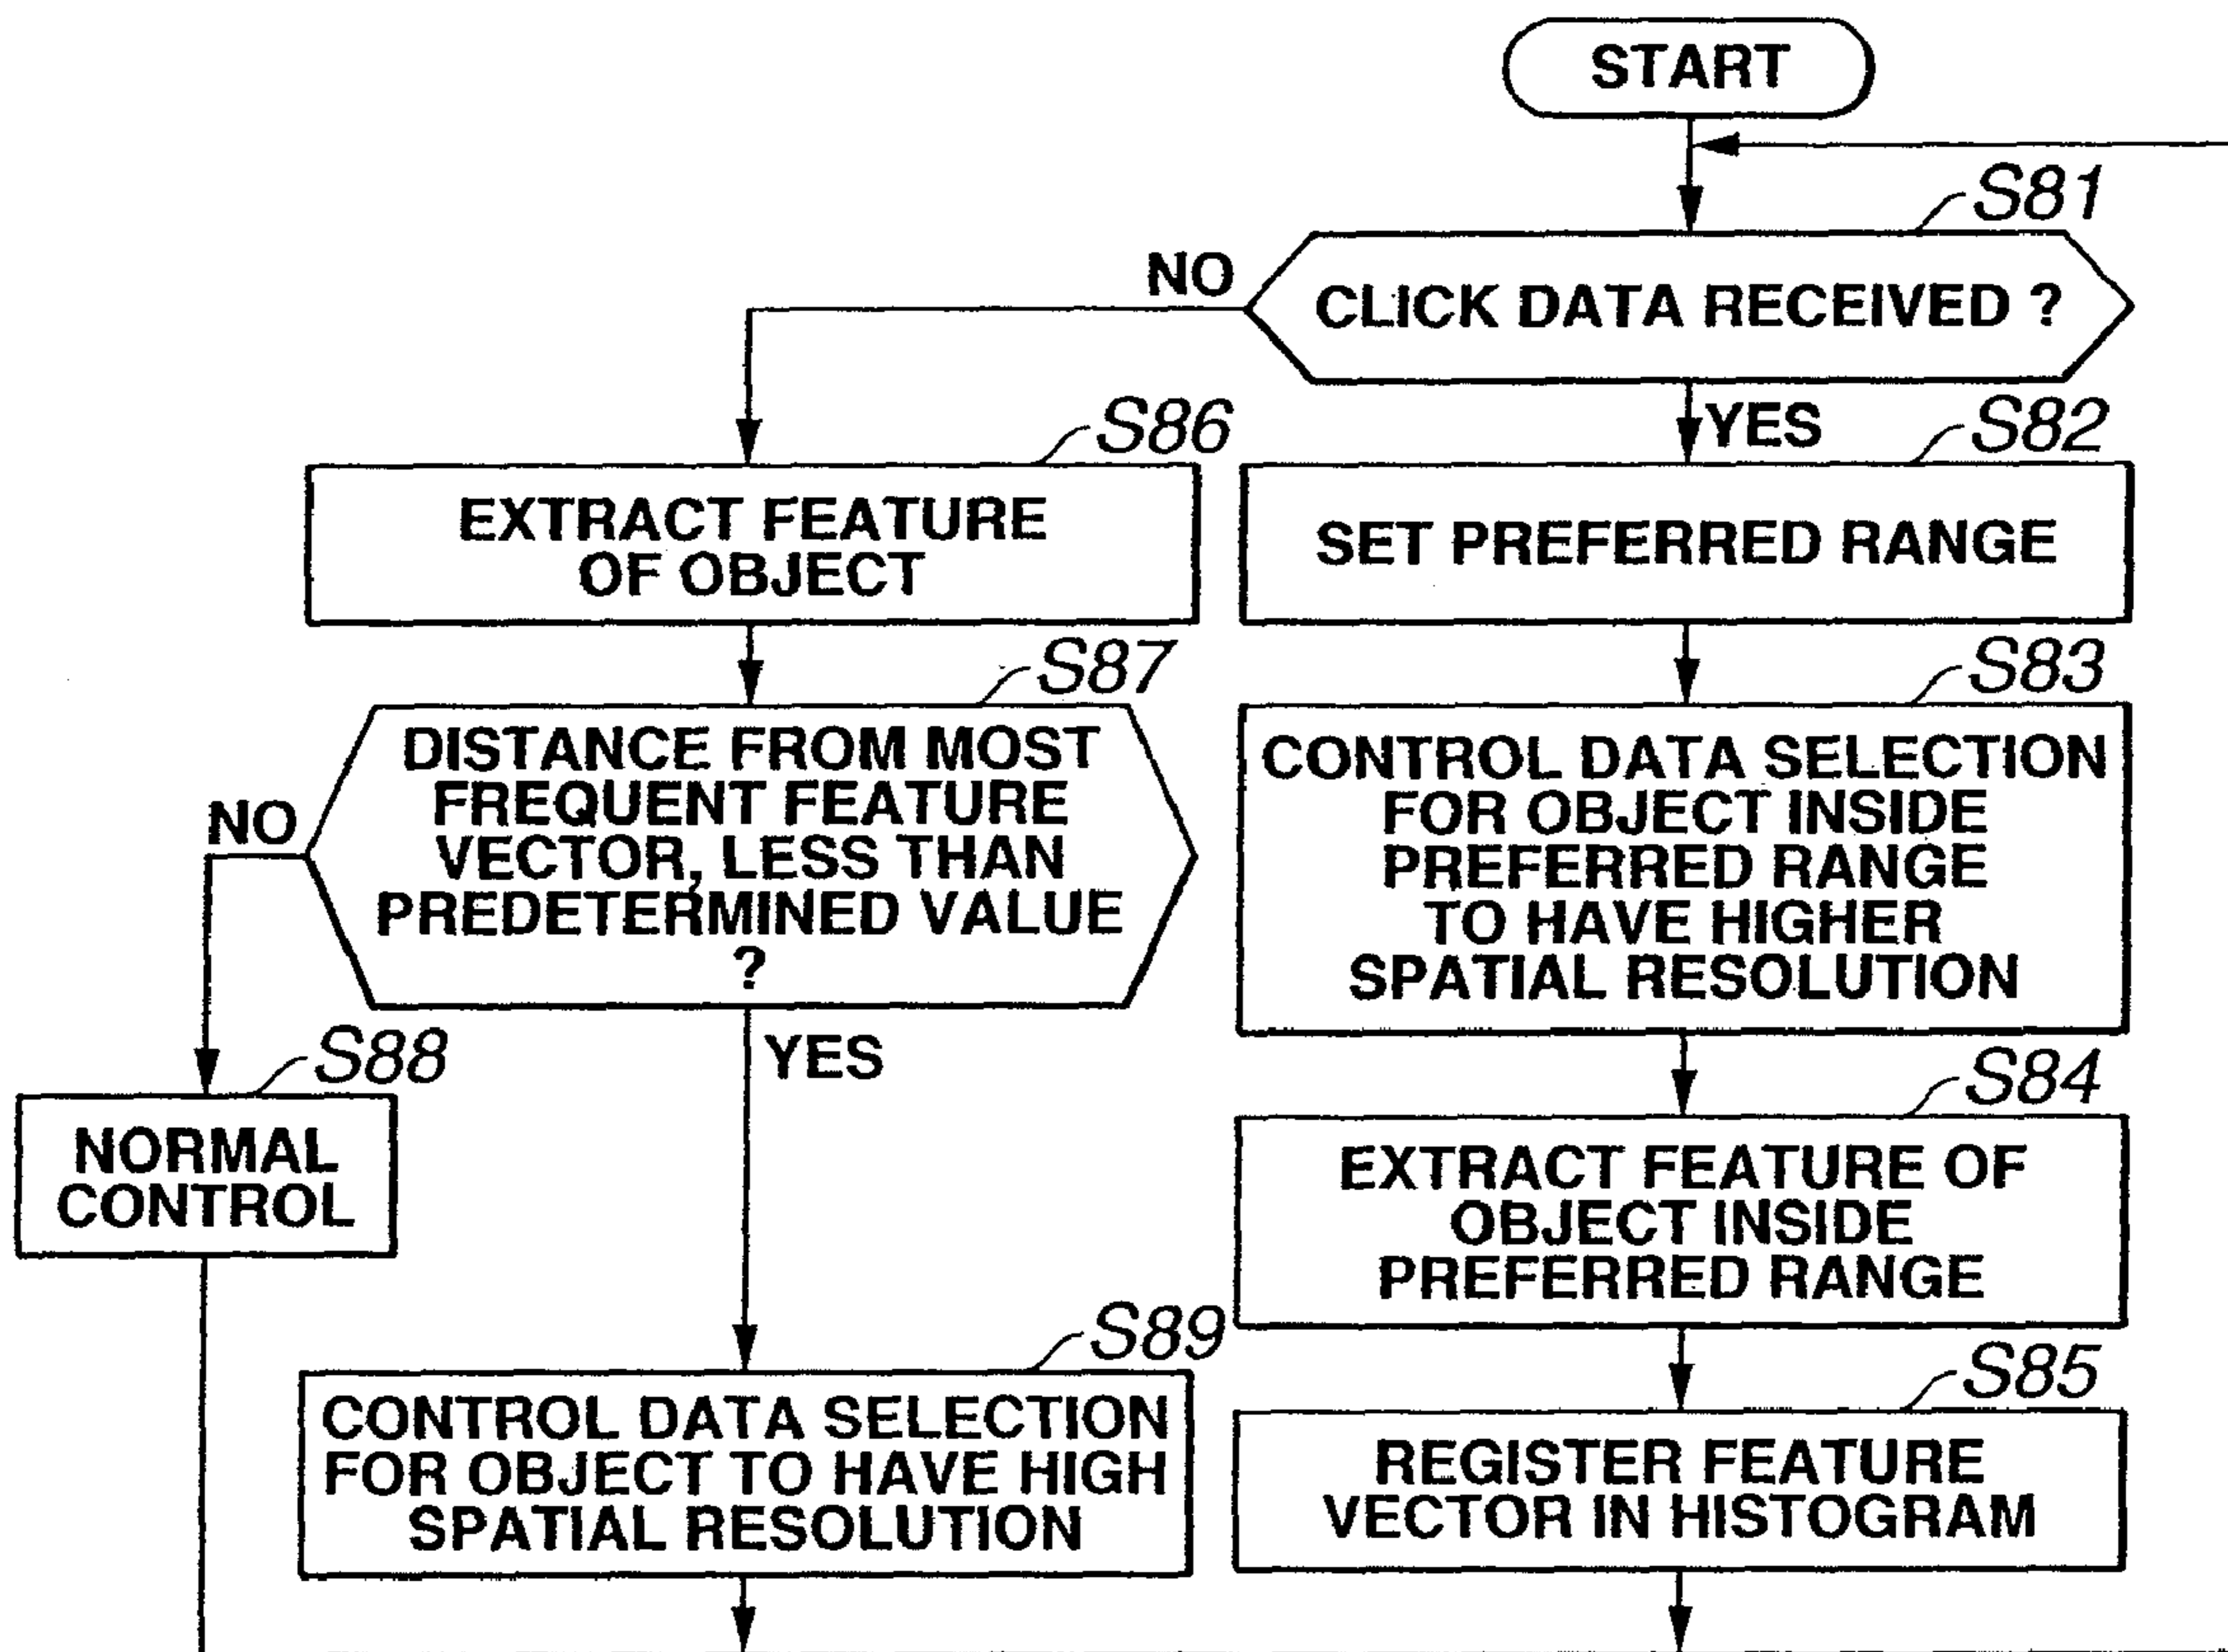 START
S81
CLICK DATA RECEIVED ?
NO
YES
S82
SET PREFERRED RANGE
S83
CONTROL DATA SELECTION
FOR OBJECT INSIDE
PREFERRED RANGE
TO HAVE HIGHER
SPATIAL RESOLUTION
S84
EXTRACT FEATURE OF
OBJECT INSIDE
PREFERRED RANGE
S85
REGISTER FEATURE
VECTOR IN HISTOGRAM
S86
EXTRACT FEATURE
OF OBJECT
S87
DISTANCE FROM MOST
FREQUENT FEATURE
VECTOR, LESS THAN
PREDETERMINED VALUE
?
NO
YES
S88
NORMAL
CONTROL
S89
CONTROL DATA SELECTION
FOR OBJECT TO HAVE HIGH
SPATIAL RESOLUTION